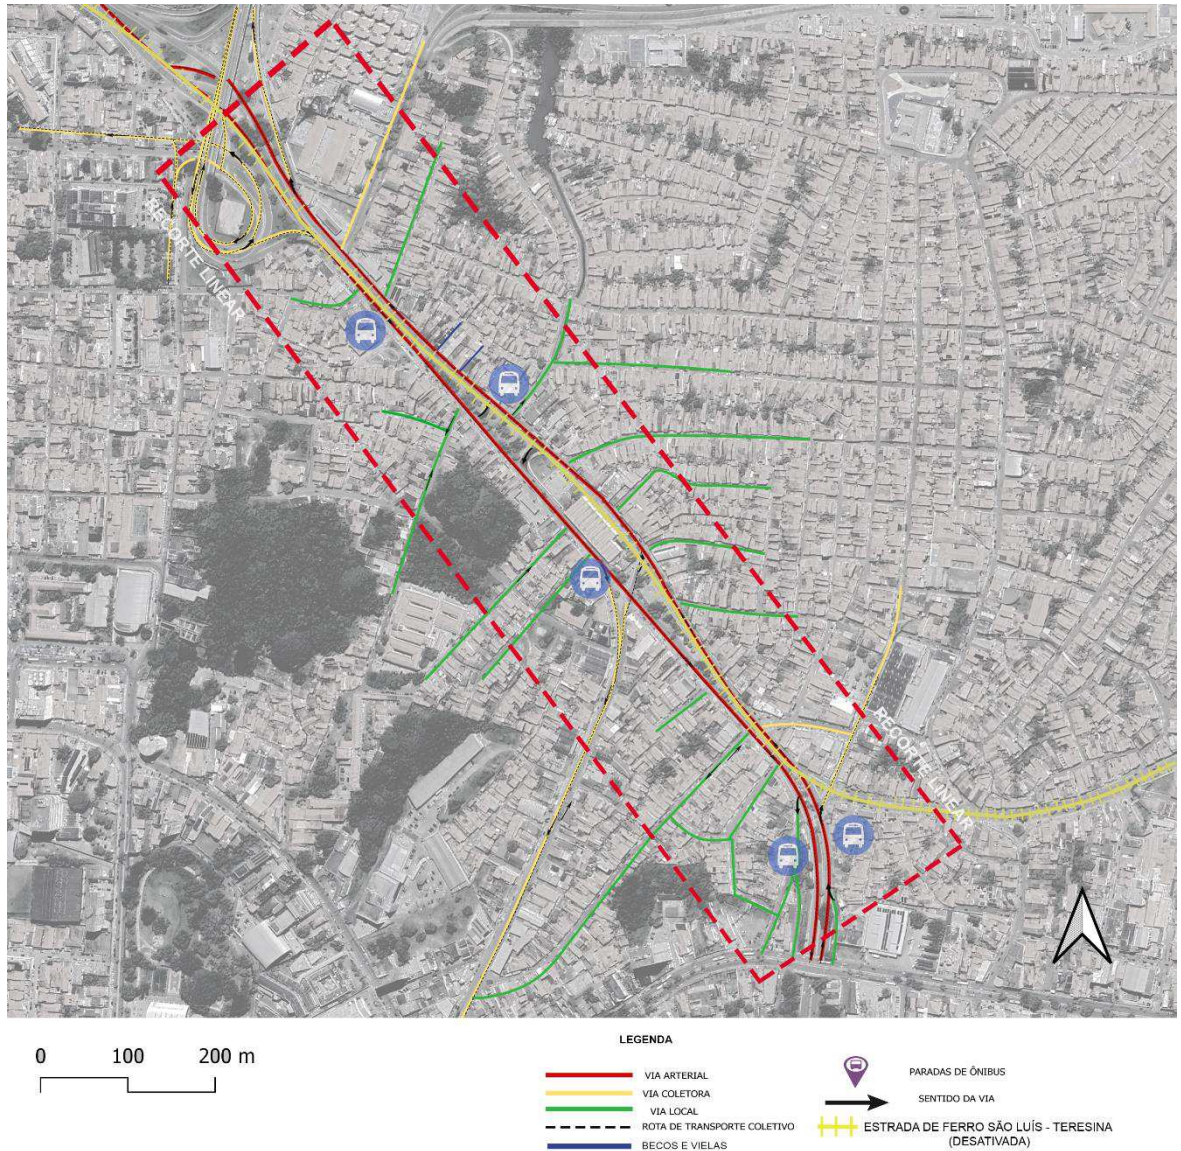 RECORTE LINEAR
RECORTE LINEAR
0 100 200 m
LEGENDA
VIA ARTERIAL
VIA COLETORA
VIA LOCAL
ROTA DE TRANSPORTE COLETIVO
BECOS E VIELAS
PARADAS DE ÔNIBUS
SENTIDO DA VIA
ESTRADA DE FERRO SÃO LUÍS - TERESINA
(DESATIVADA)